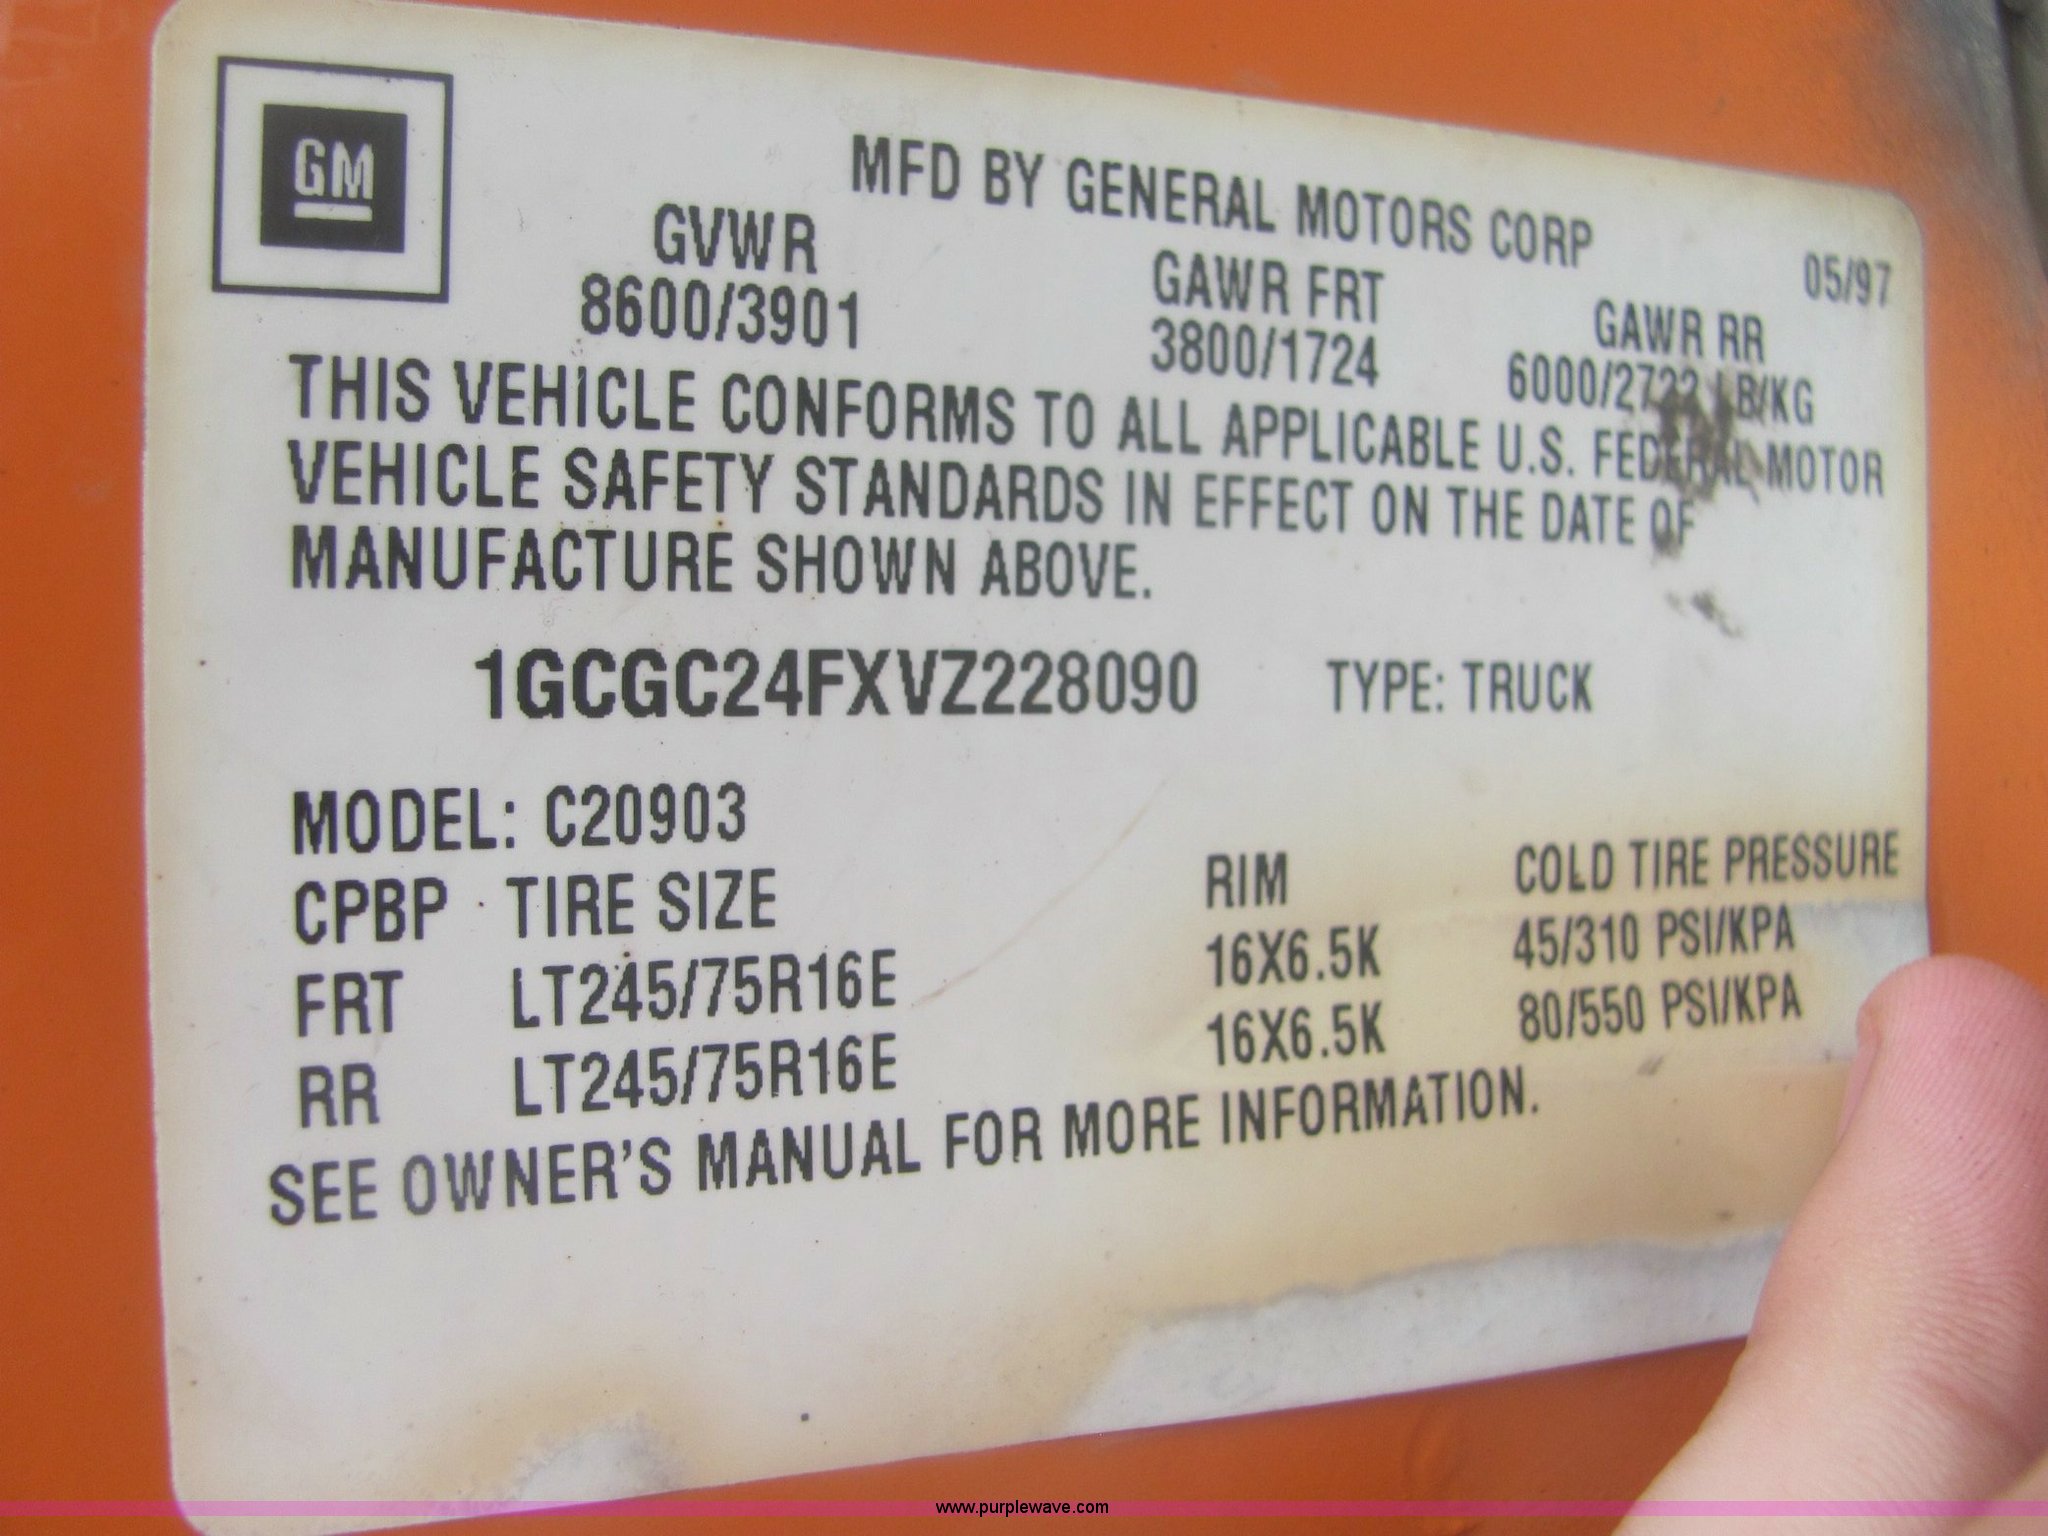 GM
MFD BY GENERAL MOTORS CORP 05/97
GVWR GAWR FRT GAWR RR
8600/3901 3800/1724 6000/2722 LB/KG
THIS VEHICLE CONFORMS TO ALL APPLICABLE U.S. FEDERAL MOTOR
VEHICLE SAFETY STANDARDS IN EFFECT ON THE DATE OF
MANUFACTURE SHOWN ABOVE.
1GCGC24FXVZ228090 TYPE: TRUCK
MODEL: C20903
CPBP TIRE SIZE RIM COLD TIRE PRESSURE
FRT LT245/75R16E 16X6.5K 45/310 PSI/KPA
RR LT245/75R16E 16X6.5K 80/550 PSI/KPA
SEE OWNER'S MANUAL FOR MORE INFORMATION.
www.purplewave.com